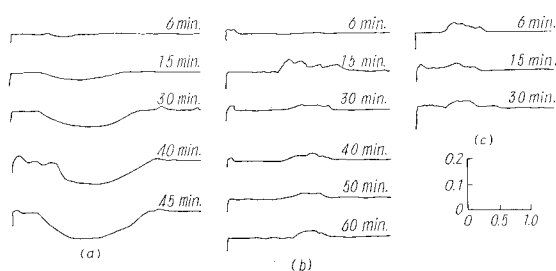 6 min.
15 min.
30 min.
40 min.
45 min.
(a)
6 min.
15 min.
30 min.
40 min.
50 min.
60 min.
(b)
6 min.
15 min.
30 min.
(c)
0.2
0.1
0
0 0.5 1.0